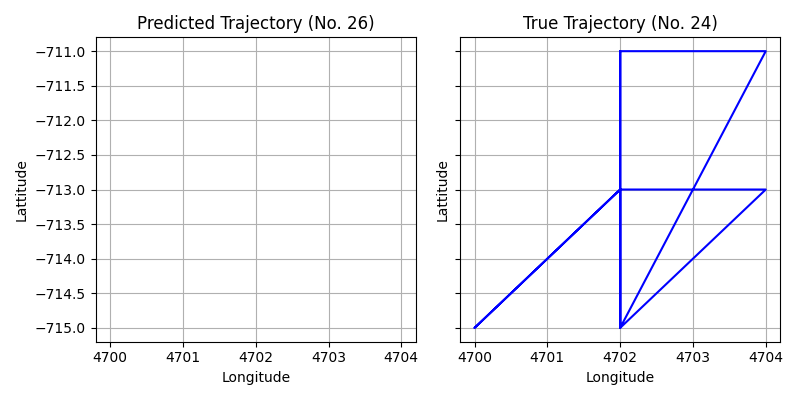 Predicted Trajectory (No. 26)
True Trajectory (No. 24)
−711.0
−711.5
−712.0
−712.5
−713.0
−713.5
−714.0
−714.5
−715.0
Lattitude
Lattitude
4700 4701 4702 4703 4704
4700 4701 4702 4703 4704
Longitude
Longitude